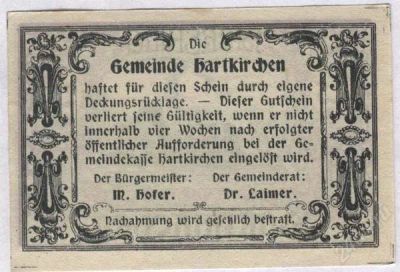 Die
Gemeinde Hartkirchen
haftet für diesen Schein durch eigene
Deckungsrücklage. — Dieser Gutschein
verliert seine Gültigkeit, wenn er nicht
innerhalb vier Wochen nach erfolgter
öffentlicher Aufforderung bei der Ge-
meindekasse Hartkirchen eingelöst wird.
Der Bürgermeister: Der Gemeinderat:
M. Hofer. Dr. Laimer.
Nachahmung wird gesetzlich bestraft.